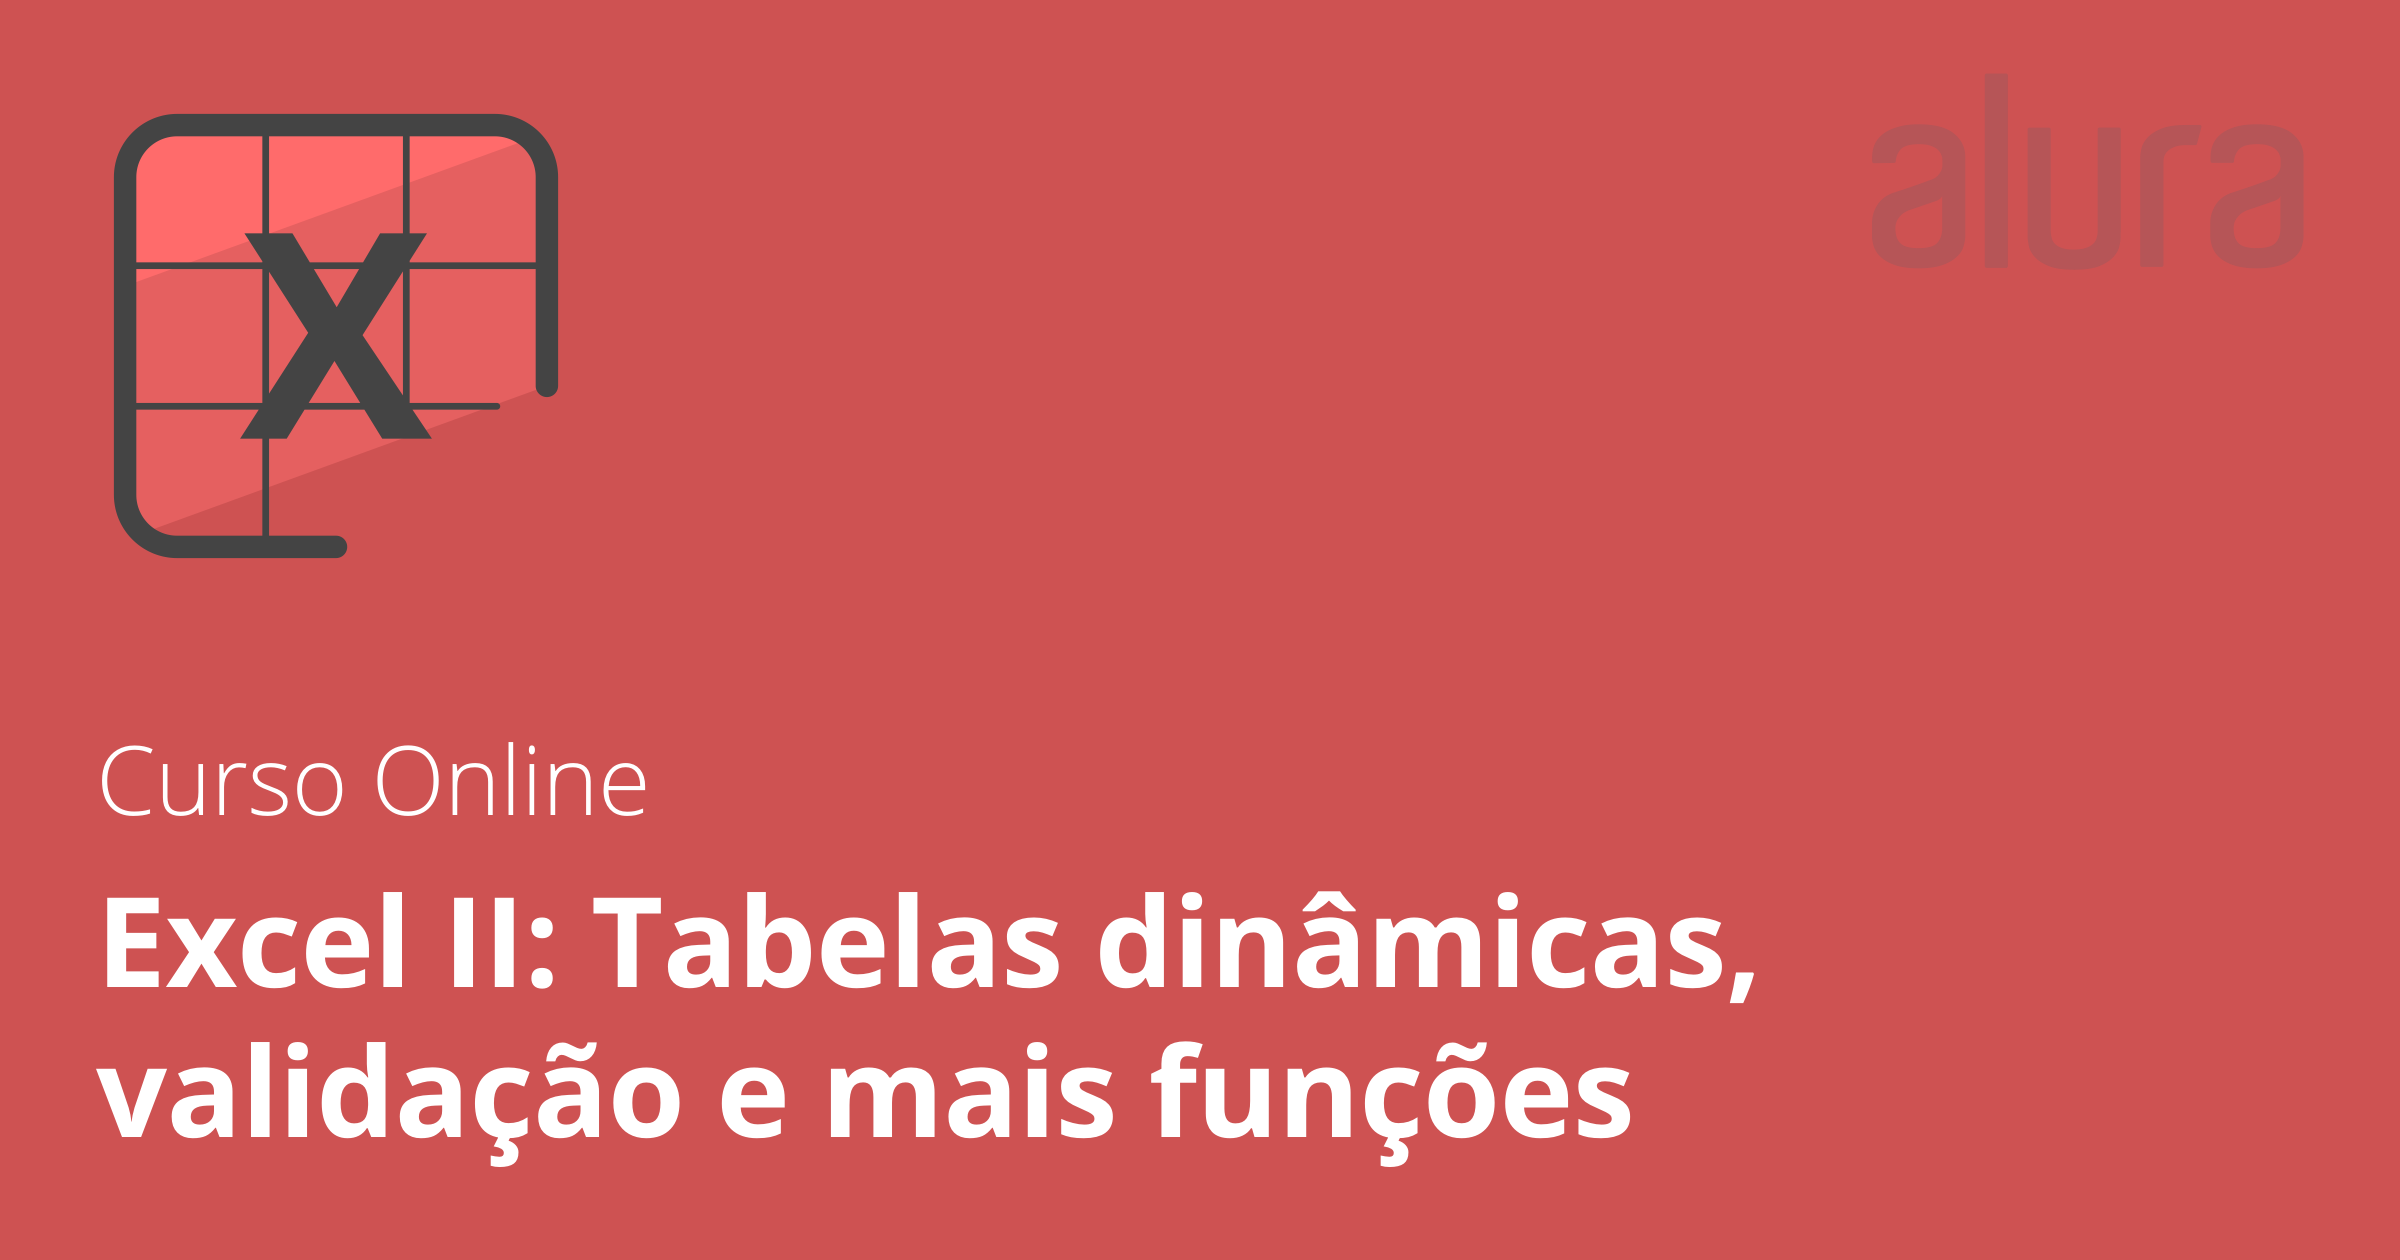 alura
X
Curso Online
Excel II: Tabelas dinâmicas,
validação e mais funções